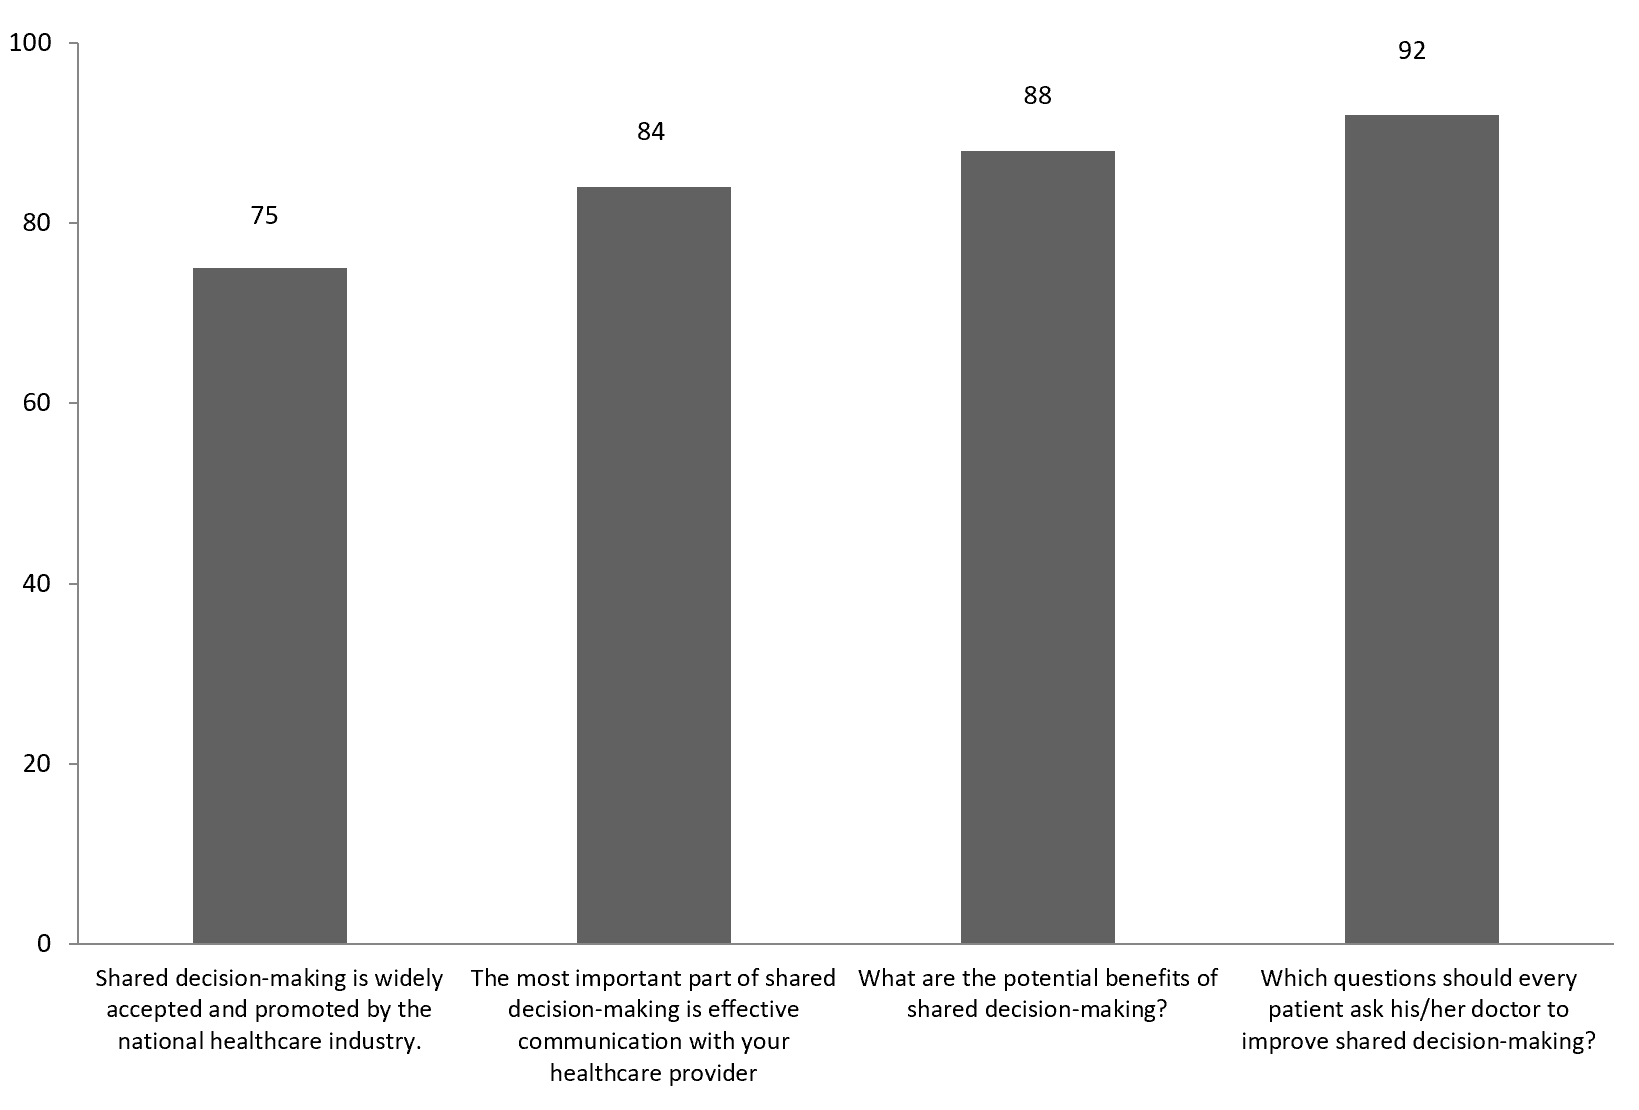 100
80
60
40
20
0
75
84
88
92
Shared decision-making is widely
accepted and promoted by the
national healthcare industry.
The most important part of shared
decision-making is effective
communication with your
healthcare provider
What are the potential benefits of
shared decision-making?
Which questions should every
patient ask his/her doctor to
improve shared decision-making?